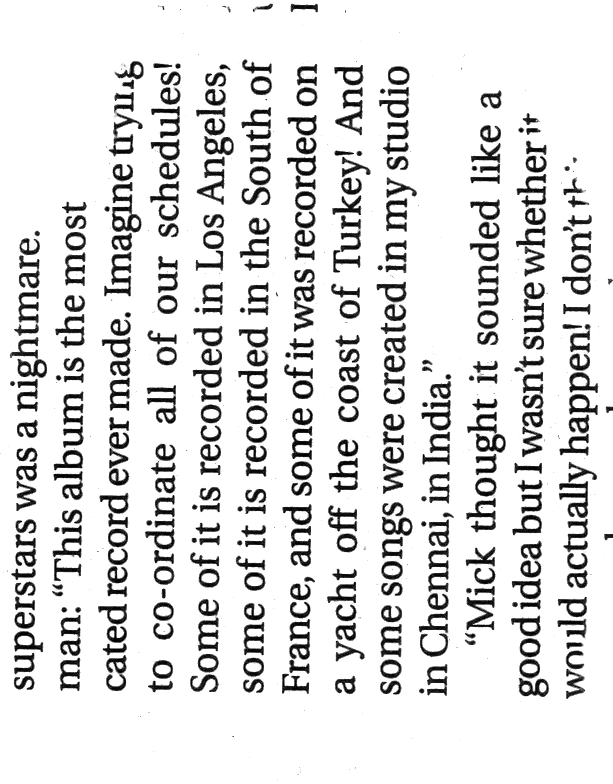 superstars was a nightmare.
man: “This album is the most
cated record ever made. Imagine trying
to co-ordinate all of our schedules!
Some of it is recorded in Los Angeles,
some of it is recorded in the South of
France, and some of it was recorded on
a yacht off the coast of Turkey! And
some songs were created in my studio
in Chennai, in India.”
“Mick thought it sounded like a
good idea but I wasn’t sure whether it
would actually happen! I don’t